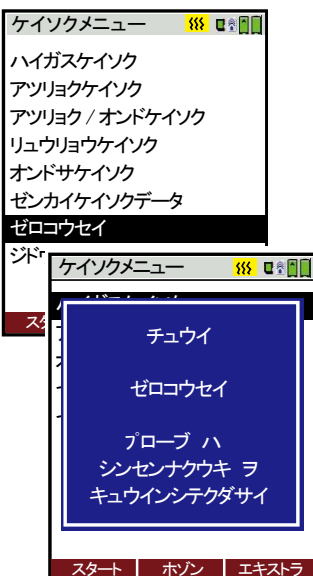 ケイソクメニュー
ハイガスケイソク
アツリョクケイソク
アツリョク / オンドケイソク
リュウリョウケイソク
オンドサケイソク
ゼンカイケイソクデータ
ゼロコウセイ
ケイソクメニュー
チュウイ
ゼロコウセイ
プローブ ハ
シンセンナクウキ ヲ
キュウインシテクダサイ
スタート ホゾン エキストラ